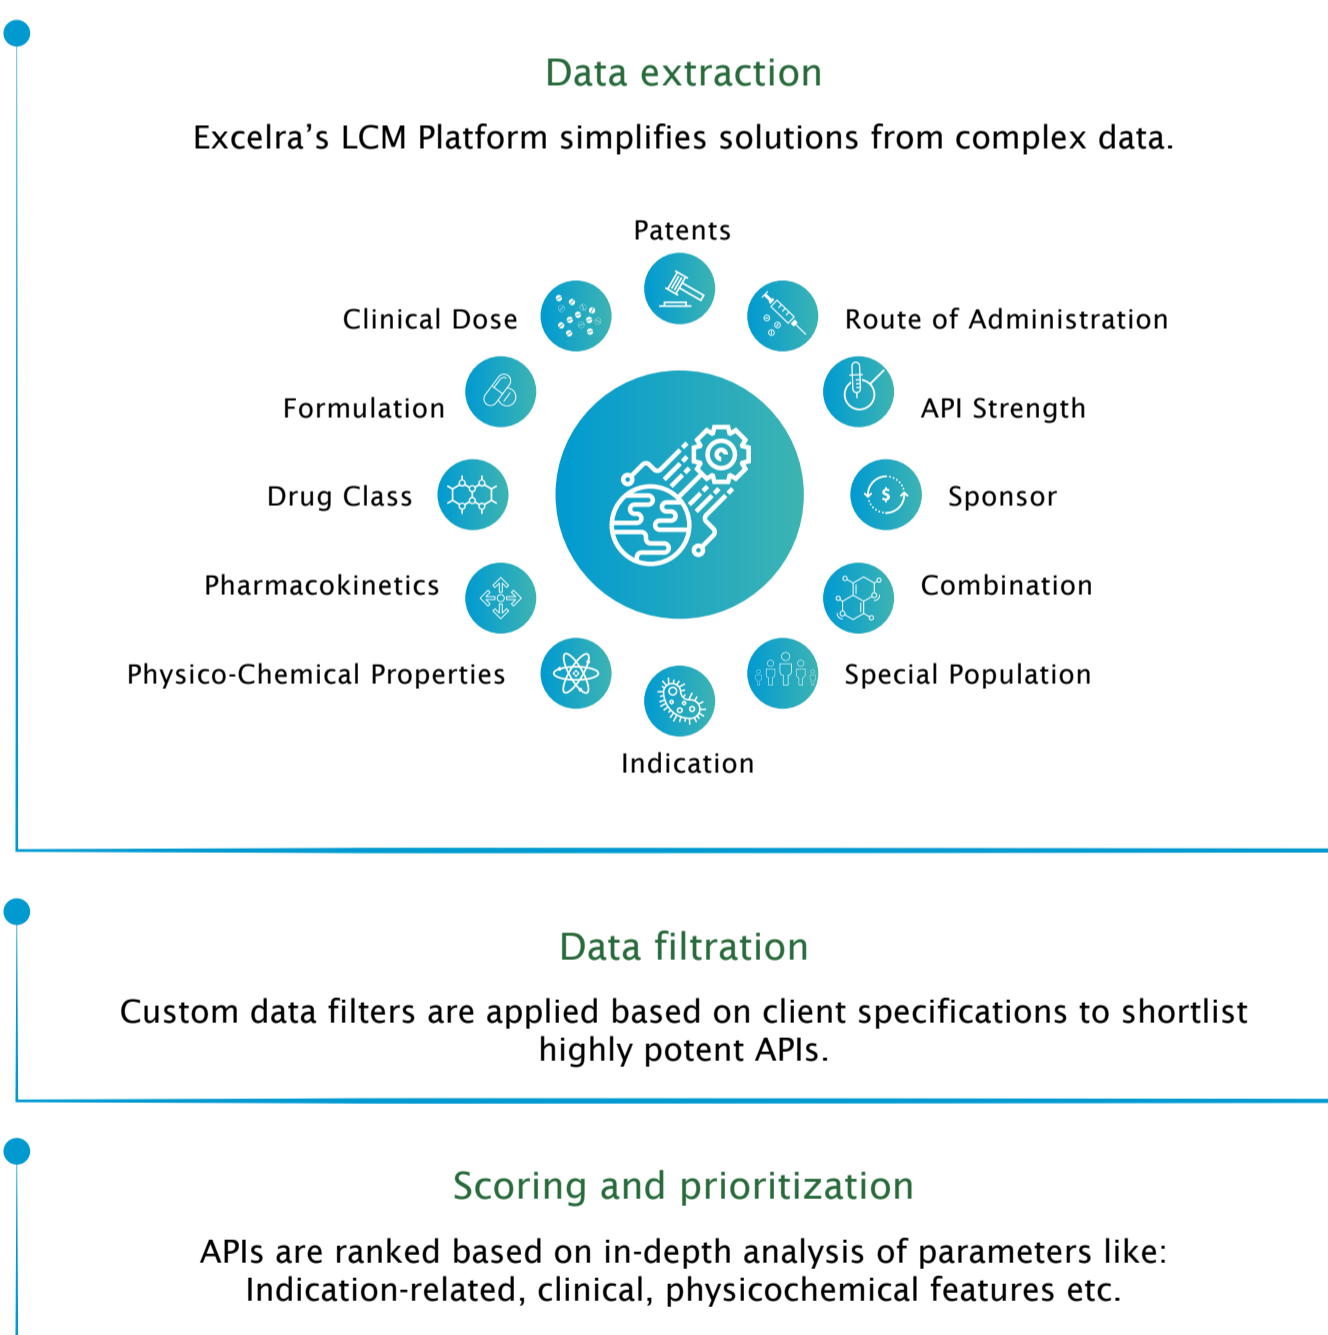 Data extraction
Excelra’s LCM Platform simplifies solutions from complex data.
Patents
Clinical Dose
Route of Administration
Formulation
API Strength
Drug Class
$
Sponsor
Pharmacokinetics
Combination
Physico-Chemical Properties
Special Population
Indication
Data filtration
Custom data filters are applied based on client specifications to shortlist
highly potent APIs.
Scoring and prioritization
APIs are ranked based on in-depth analysis of parameters like:
Indication-related, clinical, physicochemical features etc.